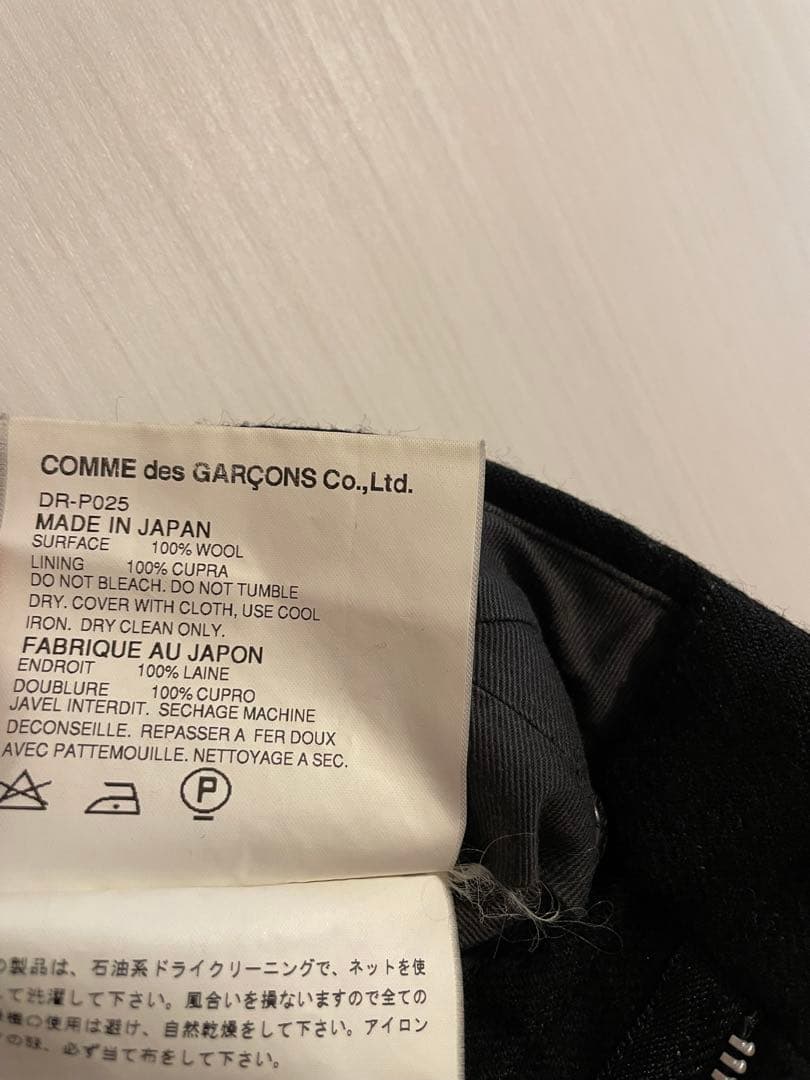 COMME des GARÇONS Co.,Ltd.
DR-P025
MADE IN JAPAN
SURFACE 100% WOOL
LINING 100% CUPRA
DO NOT BLEACH. DO NOT TUMBLE
DRY. COVER WITH CLOTH, USE COOL
IRON. DRY CLEAN ONLY.
FABRIQUE AU JAPON
ENDROIT 100% LAINE
DOUBLURE 100% CUPRO
JAVEL INTERDIT. SECHAGE MACHINE
DECONSEILLE. REPASSER A FER DOUX
AVEC PATTEMOUILLE. NETTOYAGE A SEC.
P
の製品は、石油系ドライクリーニングで、ネットを使
して洗濯して下さい。風合いを損ないますので全ての
機の使用は避け、自然乾燥をして下さい。アイロン
の際、必ず当て布をして下さい。